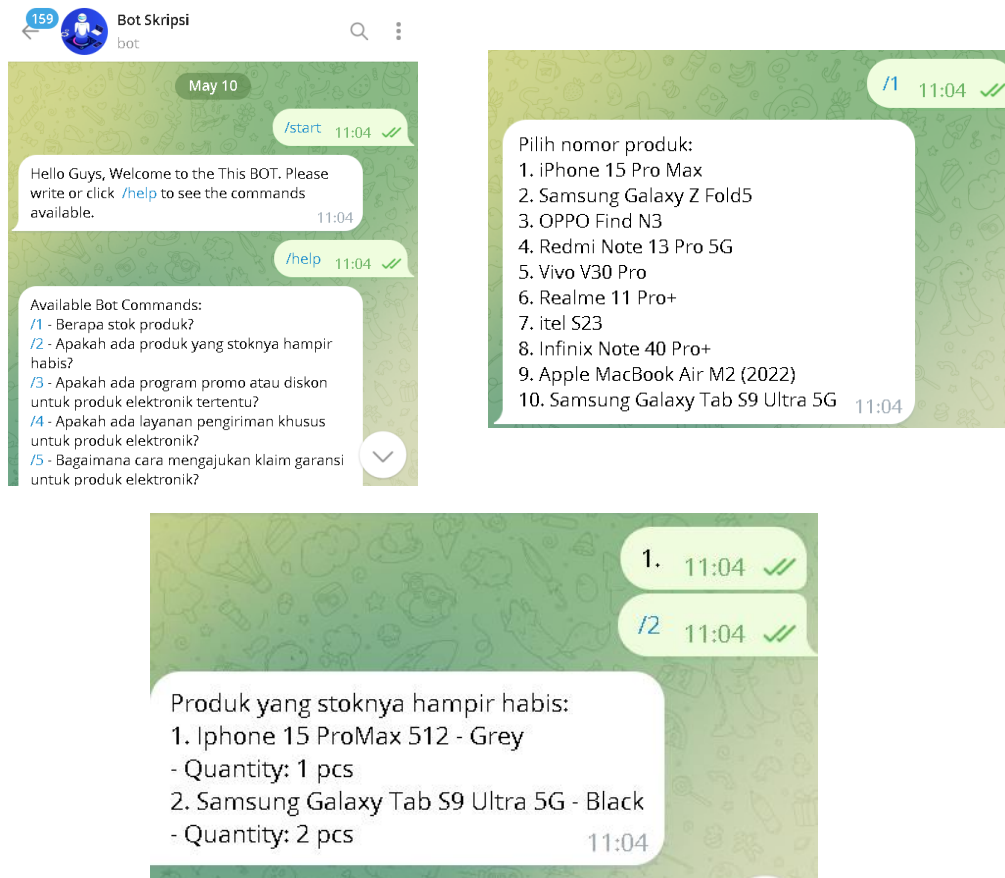 159
Bot Skripsi
bot
May 10
/start 11:04
Hello Guys, Welcome to the This BOT. Please
write or click /help to see the commands
available.
11:04
/help 11:04
Available Bot Commands:
/1 - Berapa stok produk?
/2 - Apakah ada produk yang stoknya hampir
habis?
/3 - Apakah ada program promo atau diskon
untuk produk elektronik tertentu?
/4 - Apakah ada layanan pengiriman khusus
untuk produk elektronik?
/5 - Bagaimana cara mengajukan klaim garansi
untuk produk elektronik?
/1 11:04
Pilih nomor produk:
1. iPhone 15 Pro Max
2. Samsung Galaxy Z Fold5
3. OPPO Find N3
4. Redmi Note 13 Pro 5G
5. Vivo V30 Pro
6. Realme 11 Pro+
7. itel S23
8. Infinix Note 40 Pro+
9. Apple MacBook Air M2 (2022)
10. Samsung Galaxy Tab S9 Ultra 5G 11:04
1. 11:04
/2 11:04
Produk yang stoknya hampir habis:
1. Iphone 15 ProMax 512 - Grey
- Quantity: 1 pcs
2. Samsung Galaxy Tab S9 Ultra 5G - Black
- Quantity: 2 pcs
11:04